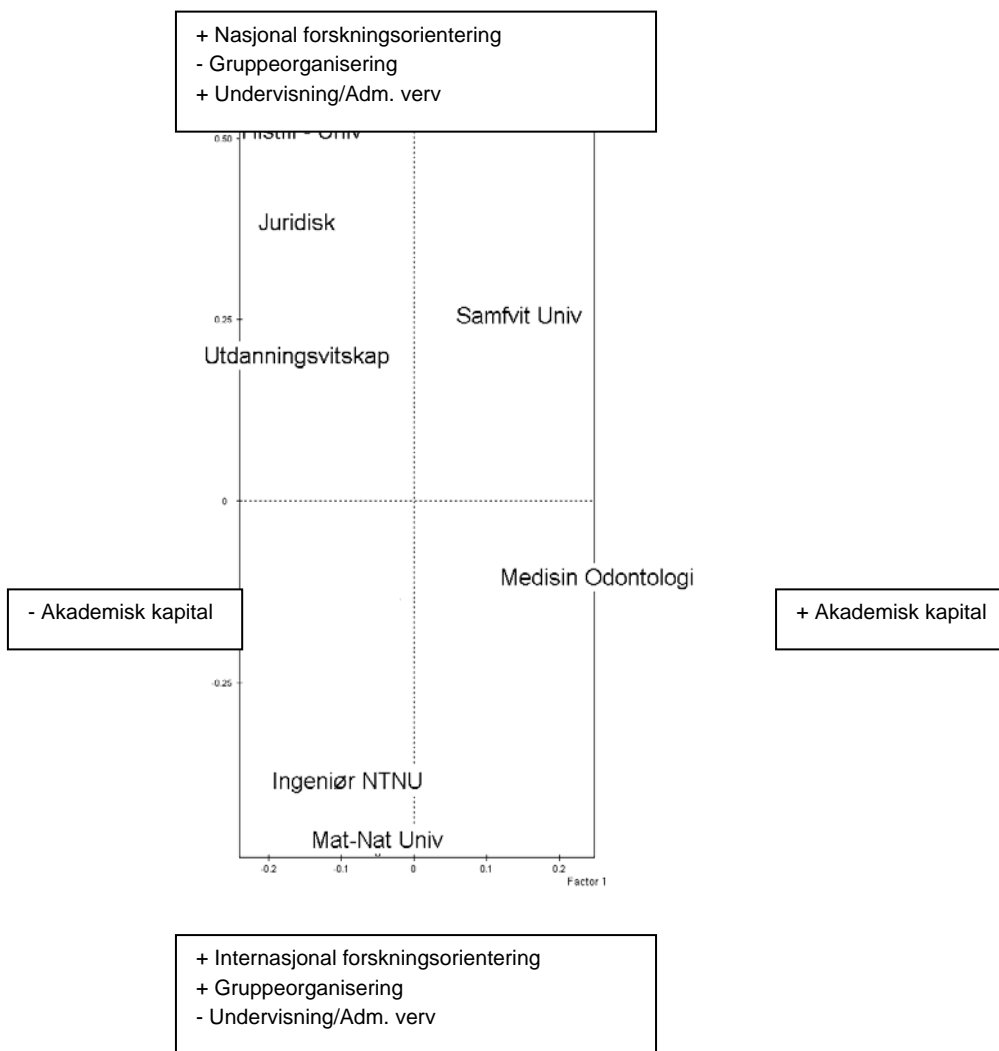 + Nasjonal forskningsorientering
- Gruppeorganisering
+ Undervisning/Adm. verv
0.50
- Univ
Juridisk
0.25
Samfvit Univ
Utdanningsvitskap
0
Medisin Odontologi
- Akademisk kapital
+ Akademisk kapital
-0.25
Ingeniør NTNU
Mat-Nat Univ
-0.2 -0.1 0 0.1 0.2
Factor 1
+ Internasjonal forskningsorientering
+ Gruppeorganisering
- Undervisning/Adm. verv